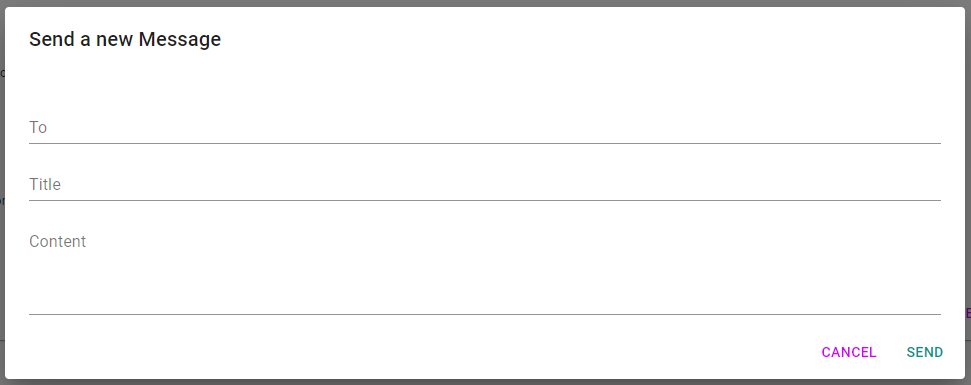 Send a new Message
To
Title
Content
CANCEL SEND